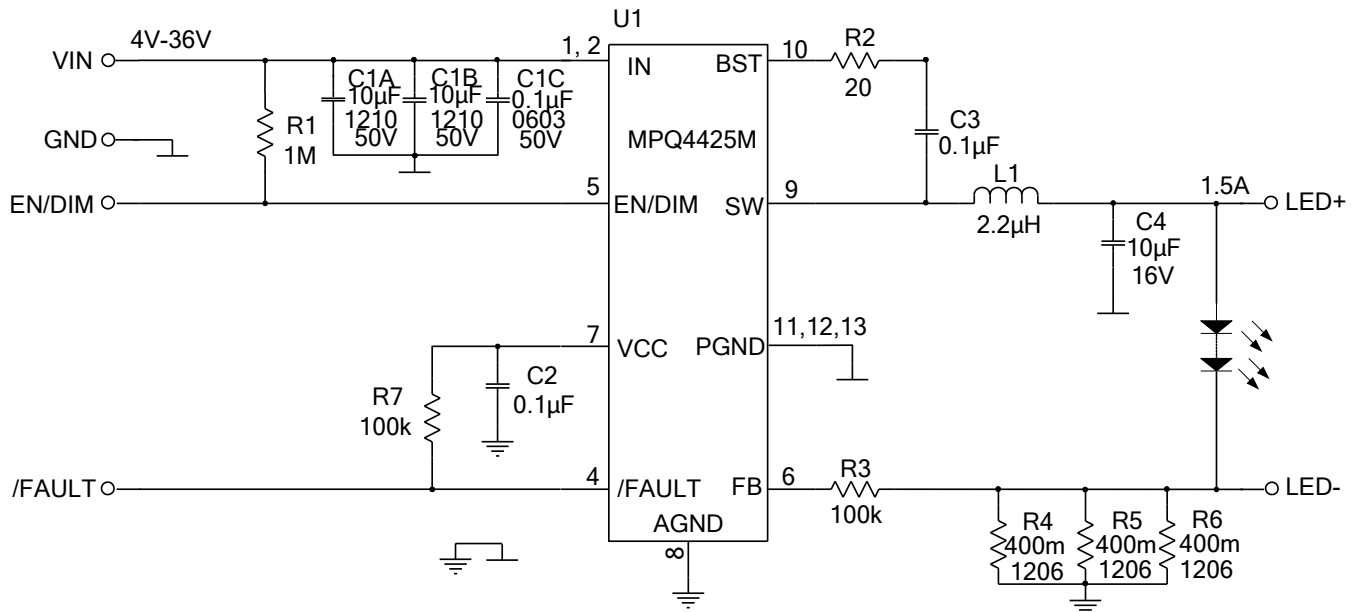 U1
4V-36V
VIN
1, 2
IN
BST
10
R2
20
C1A
10µF
1210
50V
C1B
10µF
1210
50V
C1C
0.1µF
0603
50V
R1
1M
GND
MPQ4425M
C3
0.1µF
EN/DIM
5
EN/DIM
SW
9
L1
2.2µH
1.5A
LED+
C4
10µF
16V
7
VCC
PGND
11,12,13
C2
0.1µF
R7
100k
/FAULT
4
/FAULT
FB
6
R3
100k
LED-
AGND
8
R4
400m
1206
R5
400m
1206
R6
400m
1206